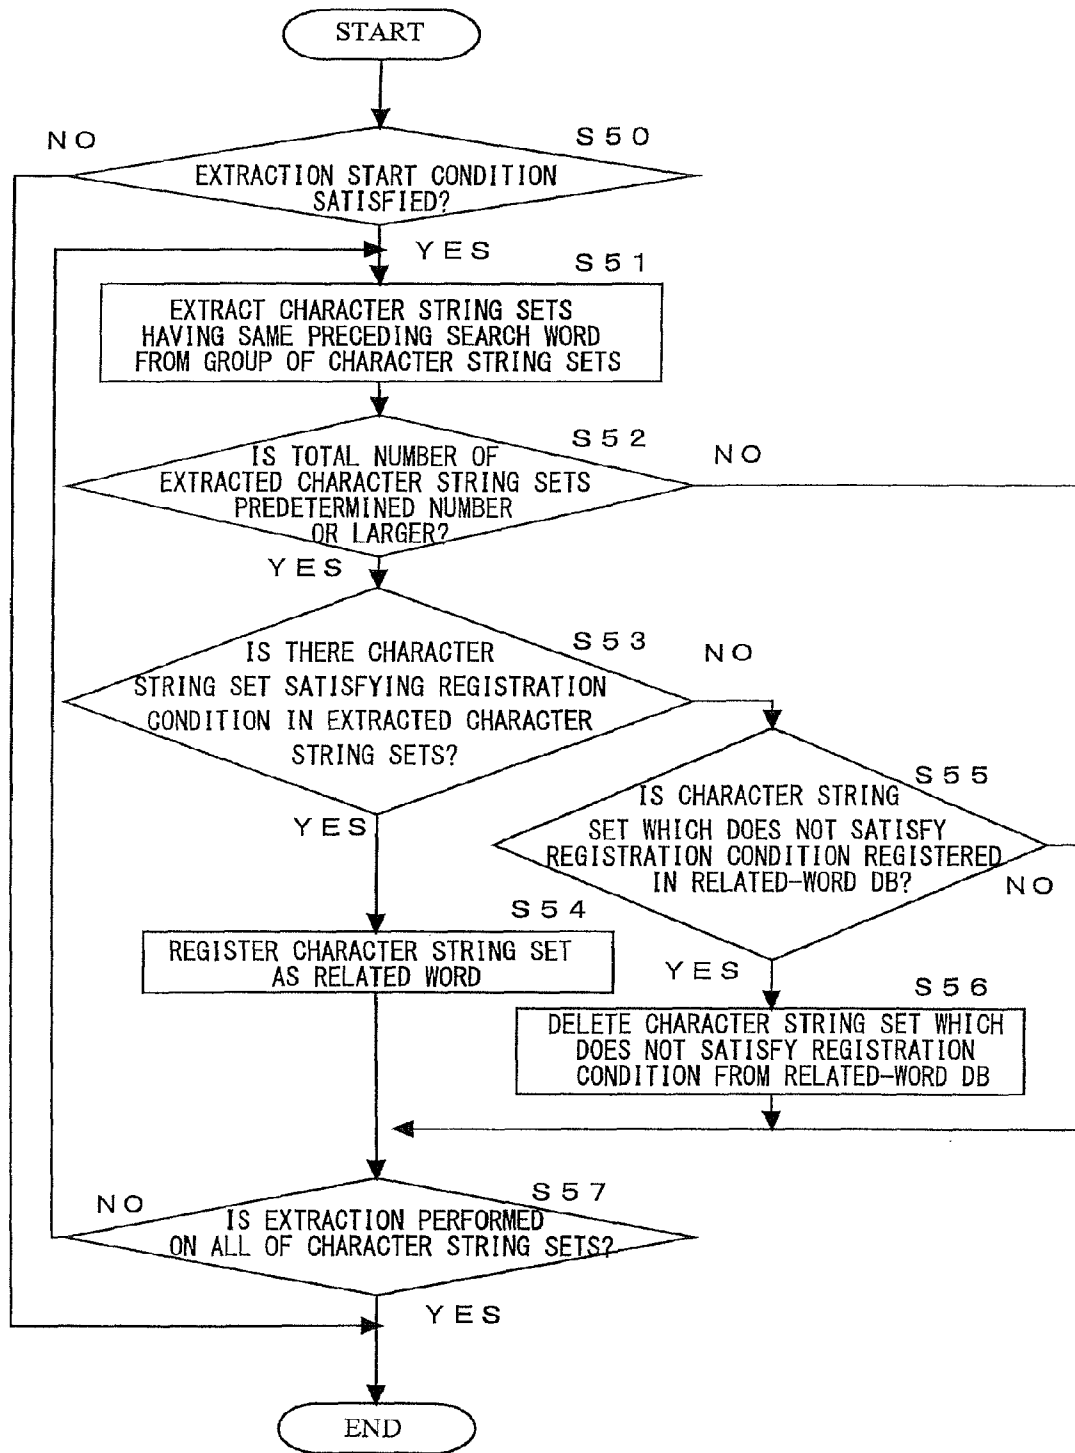 START
NO
S50
EXTRACTION START CONDITION
SATISFIED?
YES
S51
EXTRACT CHARACTER STRING SETS
HAVING SAME PRECEDING SEARCH WORD
FROM GROUP OF CHARACTER STRING SETS
S52
NO
IS TOTAL NUMBER OF
EXTRACTED CHARACTER STRING SETS
PREDETERMINED NUMBER
OR LARGER?
YES
S53
NO
IS THERE CHARACTER
STRING SET SATISFYING REGISTRATION
CONDITION IN EXTRACTED CHARACTER
STRING SETS?
YES
S55
IS CHARACTER STRING
SET WHICH DOES NOT SATISFY
REGISTRATION CONDITION REGISTERED
IN RELATED-WORD DB?
NO
YES
S54
REGISTER CHARACTER STRING SET
AS RELATED WORD
S56
DELETE CHARACTER STRING SET WHICH
DOES NOT SATISFY REGISTRATION
CONDITION FROM RELATED-WORD DB
NO
S57
IS EXTRACTION PERFORMED
ON ALL OF CHARACTER STRING SETS?
YES
END